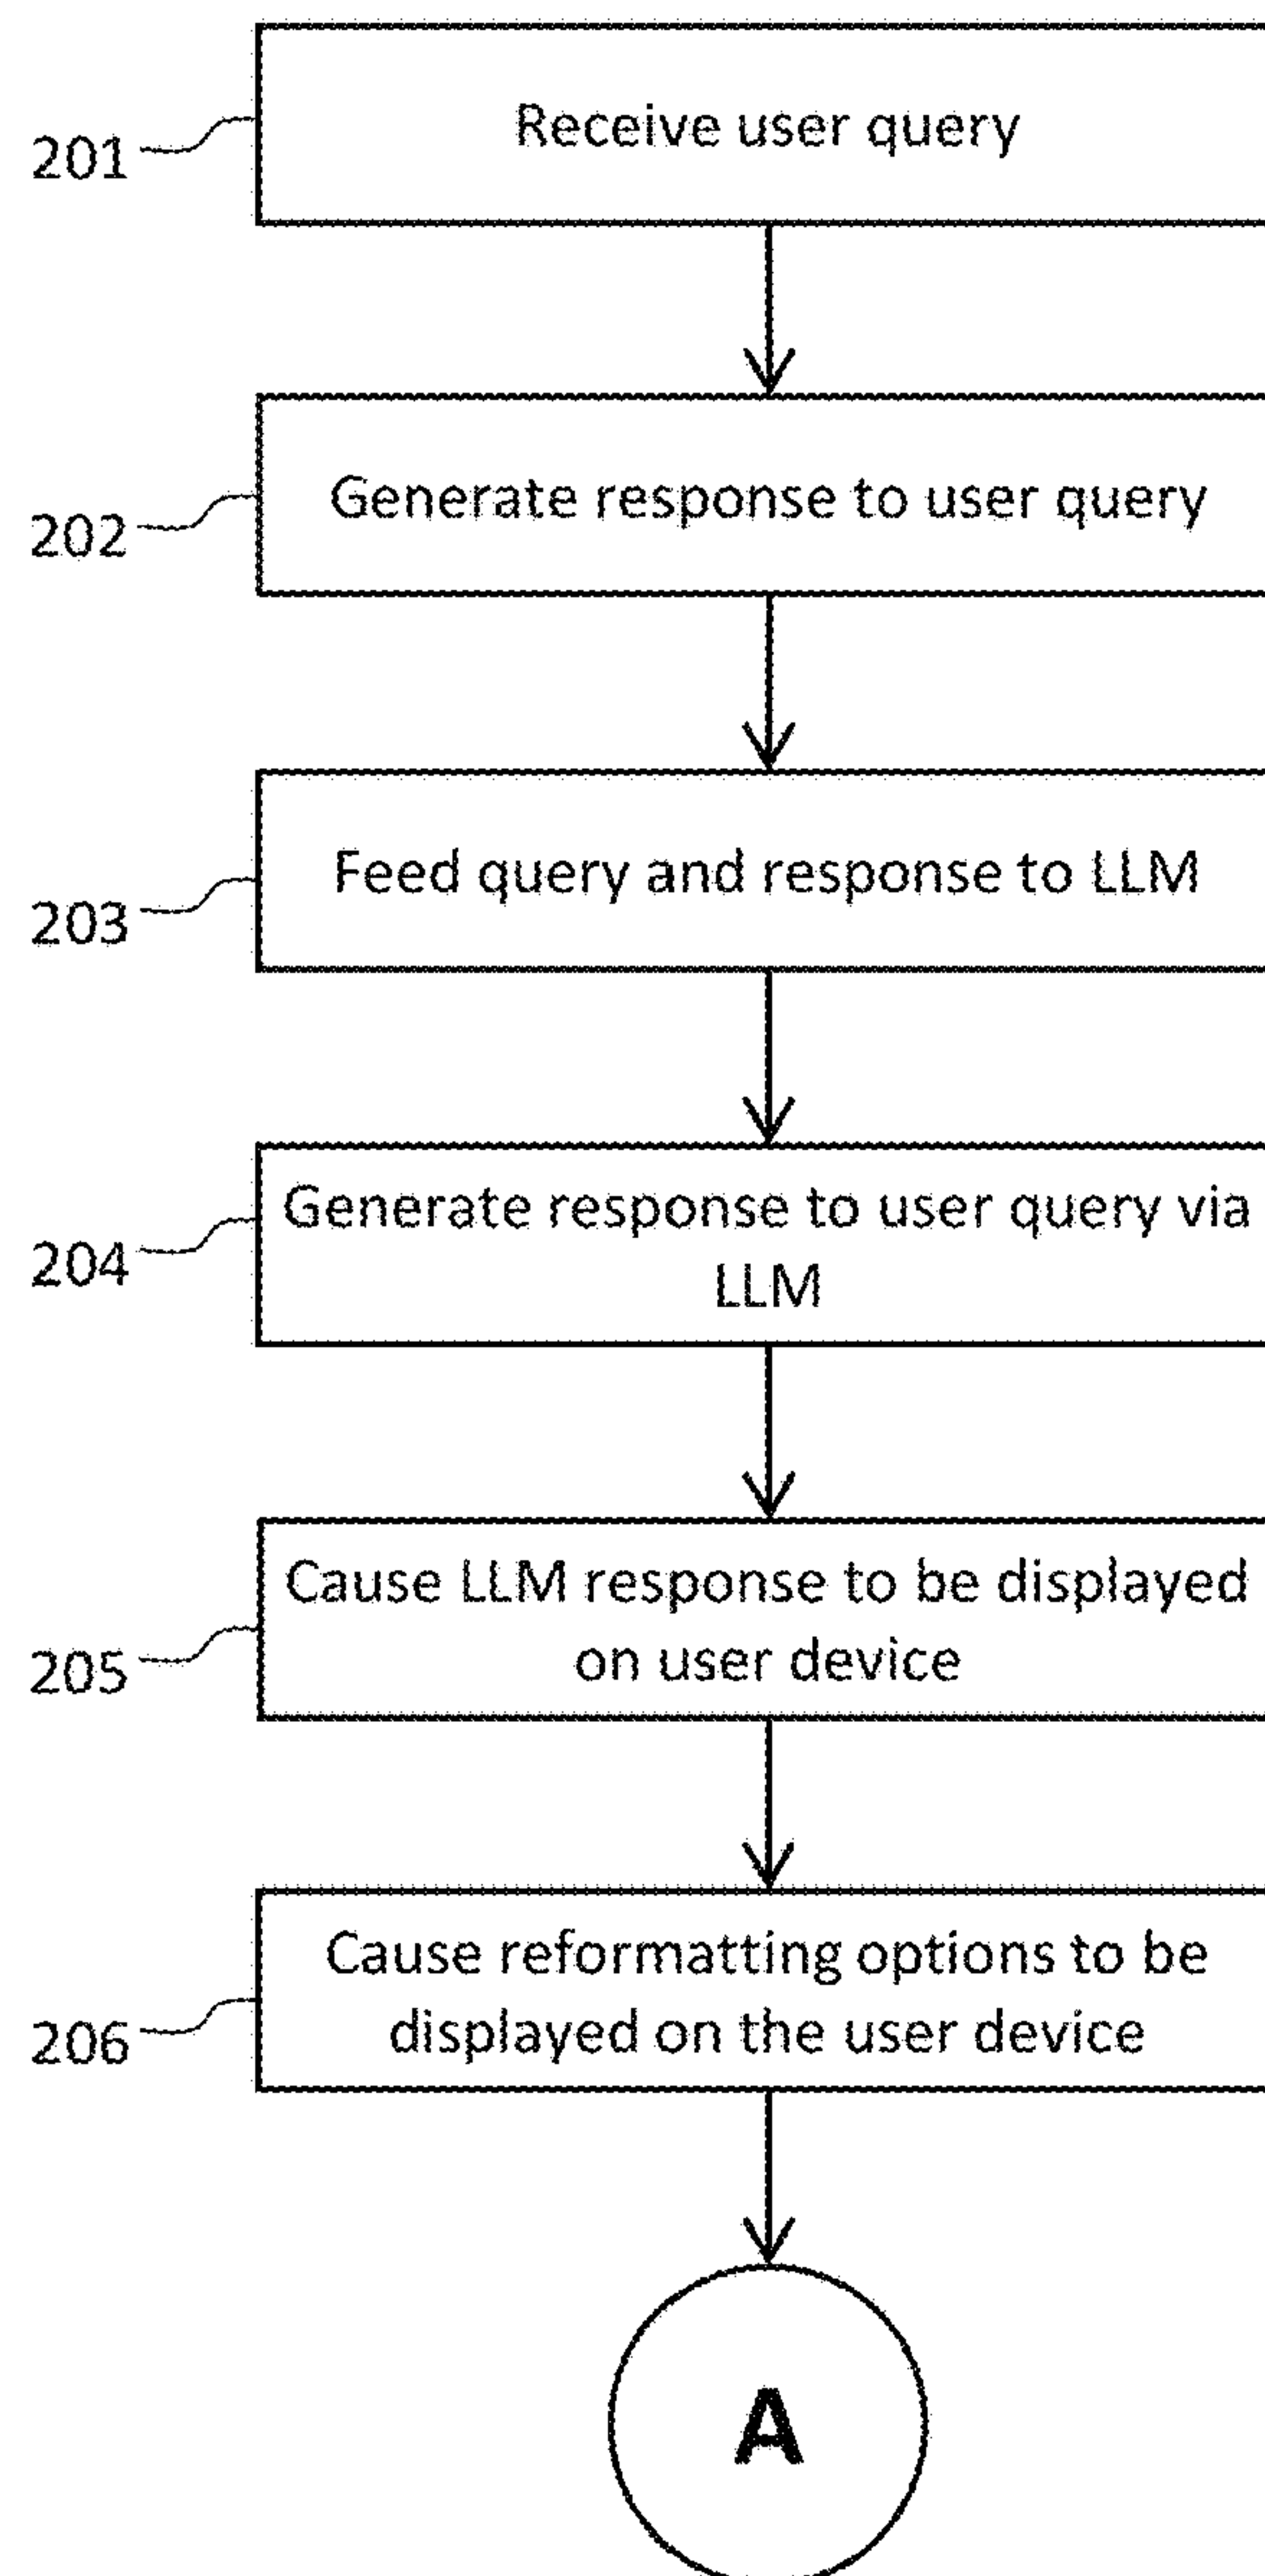 201
Receive user query
202
Generate response to user query
203
Feed query and response to LLM
204
Generate response to user query via
LLM
205
Cause LLM response to be displayed
on user device
206
Cause reformatting options to be
displayed on the user device
A